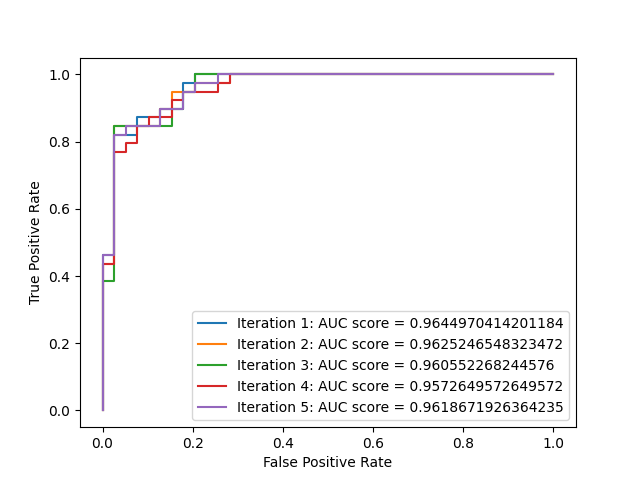 1.0
0.8
0.6
0.4
0.2
0.0
True Positive Rate
Iteration 1: AUC score = 0.9644970414201184
Iteration 2: AUC score = 0.9625246548323472
Iteration 3: AUC score = 0.960552268244576
Iteration 4: AUC score = 0.9572649572649572
Iteration 5: AUC score = 0.9618671926364235
0.0 0.2 0.4 0.6 0.8 1.0
False Positive Rate